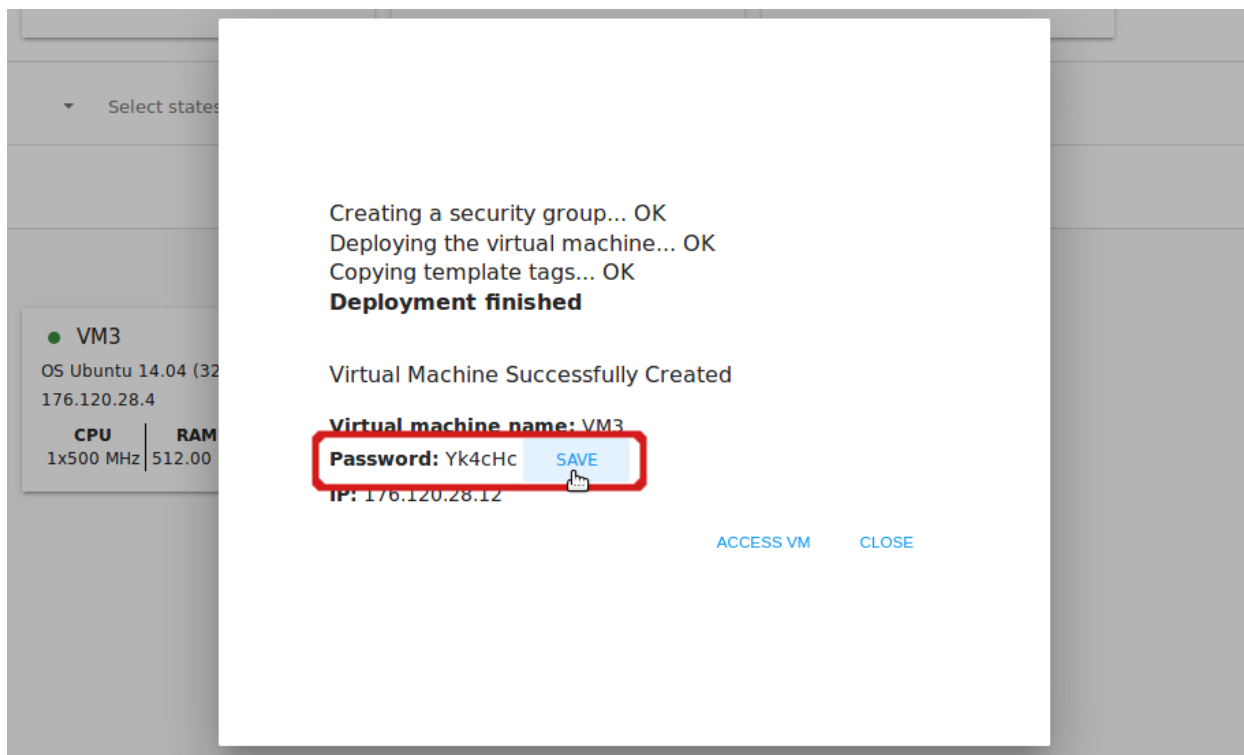 Select states
Creating a security group... OK
Deploying the virtual machine... OK
Copying template tags... OK
Deployment finished
VM3
OS Ubuntu 14.04 (32
176.120.28.4
CPU RAM
1x500 MHz 512.00
Virtual Machine Successfully Created
Virtual machine name: VM3
Password: Yk4cHc SAVE
IP: 176.120.28.12
ACCESS VM CLOSE